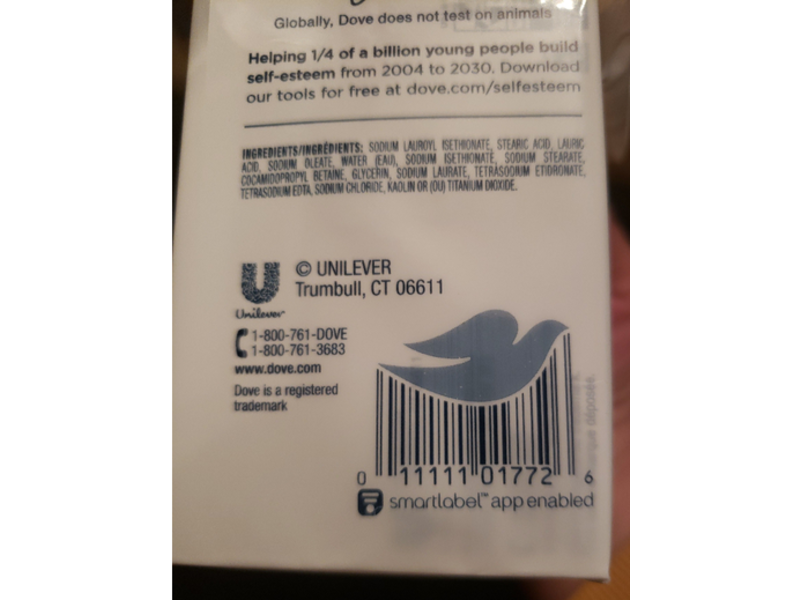 Globally, Dove does not test on animals
Helping 1/4 of a billion young people build
self-esteem from 2004 to 2030. Download
our tools for free at dove.com/selfesteem
INGREDIENTS/INGRÉDIENTS: SODIUM LAUROYL ISETHIONATE, STEARIC ACID, LAURIC
ACID, SODIUM OLEATE, WATER (EAU), SODIUM ISETHIONATE, SODIUM STEARATE,
COCAMIDOPROPYL BETAINE, GLYCERIN, SODIUM LAURATE, TETRASODIUM ETIDRONATE,
TETRASODIUM EDTA, SODIUM CHLORIDE, KAOLIN OR (OU) TITANIUM DIOXIDE.
U
© UNILEVER
Trumbull, CT 06611
Unilever
1-800-761-DOVE
1-800-761-3683
www.dove.com
Dove is a registered
trademark
0 11111 01772 6
smartlabel™ app enabled